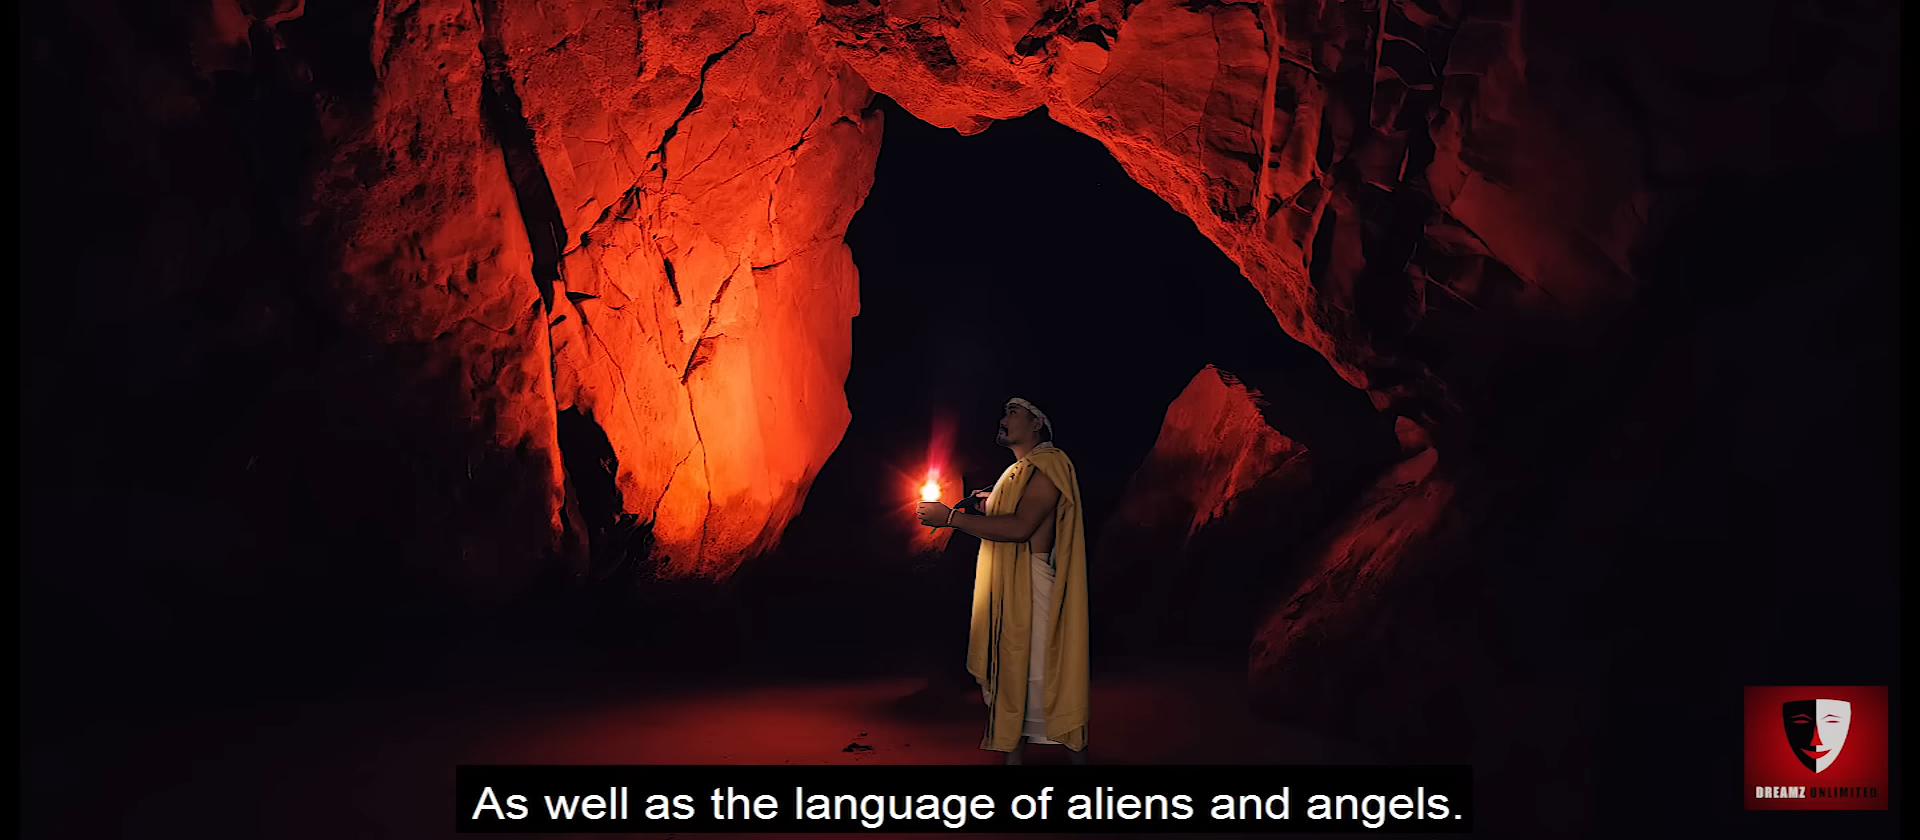 As well as the language of aliens and angels.
DREAMZ UNLIMITED